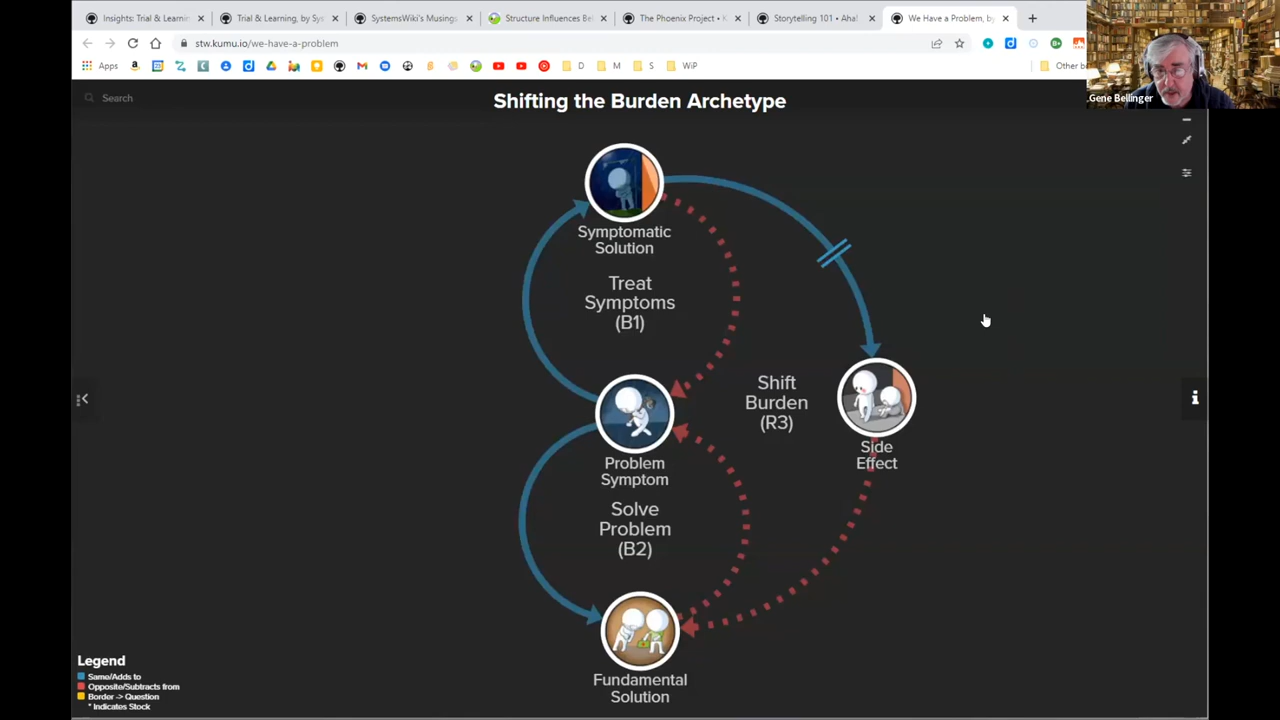 Insights: Trial & Learnin
Trial & Learning, by Sys
SystemsWiki's Musings
Structure Influences Bel
The Phoenix Project • K
Storytelling 101 • Aha!
We Have a Problem, by
stw.kumu.io/we-have-a-problem
Apps
D
M
S
WiP
Other bo
Gene Bellinger
Search
Shifting the Burden Archetype
Symptomatic
Solution
Treat
Symptoms
(B1)
Shift
Burden
(R3)
Side
Effect
Problem
Symptom
Solve
Problem
(B2)
Fundamental
Solution
Legend
Same/Adds to
Opposite/Subtracts from
Border -> Question
* Indicates Stock